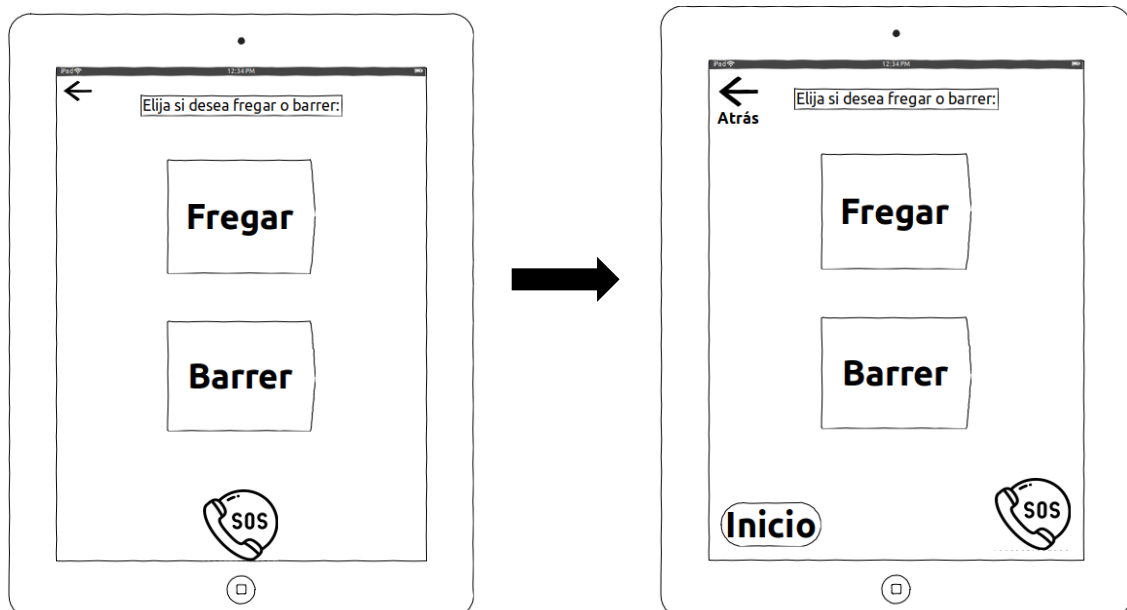 iPad
12:34 PM
Elija si desea fregar o barrer:
Fregar
Barrer
SOS
iPad
12:34 PM
Atrás
Elija si desea fregar o barrer:
Fregar
Barrer
Inicio
SOS